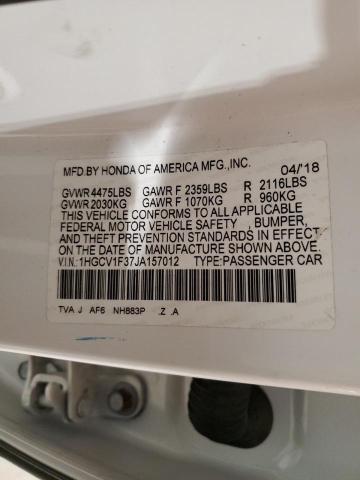 MFD.BY HONDA OF AMERICA MFG.,INC. 04/'18
GVWR 4475LBS GAWR F 2359LBS R 2116LBS
GVWR 2030KG GAWR F 1070KG R 960KG
THIS VEHICLE CONFORMS TO ALL APPLICABLE
FEDERAL MOTOR VEHICLE SAFETY BUMPER,
AND THEFT PREVENTION STANDARDS IN EFFECT
ON THE DATE OF MANUFACTURE SHOWN ABOVE.
V.I.N.: 1HGCV1F37JA157012 TYPE:PASSENGER CAR
TVA J AF6 NH883P .Z .A